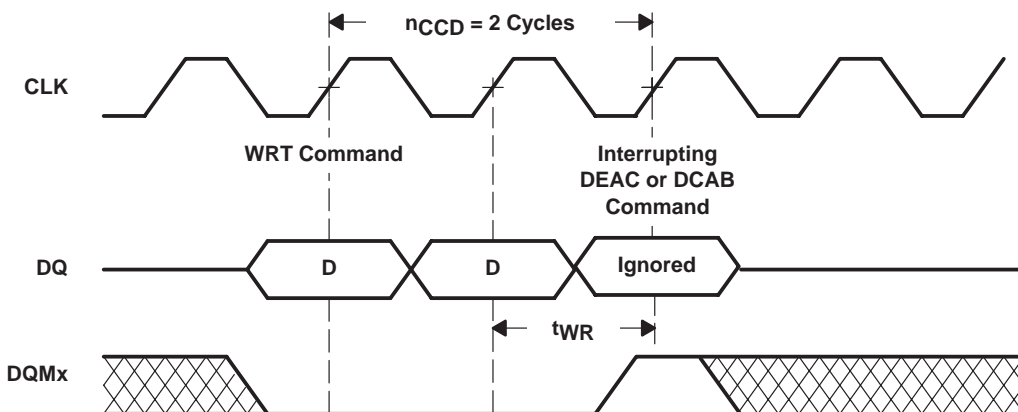 nCCD = 2 Cycles
CLK
WRT Command
Interrupting
DEAC or DCAB
Command
DQ
D
D
Ignored
tWR
DQMx